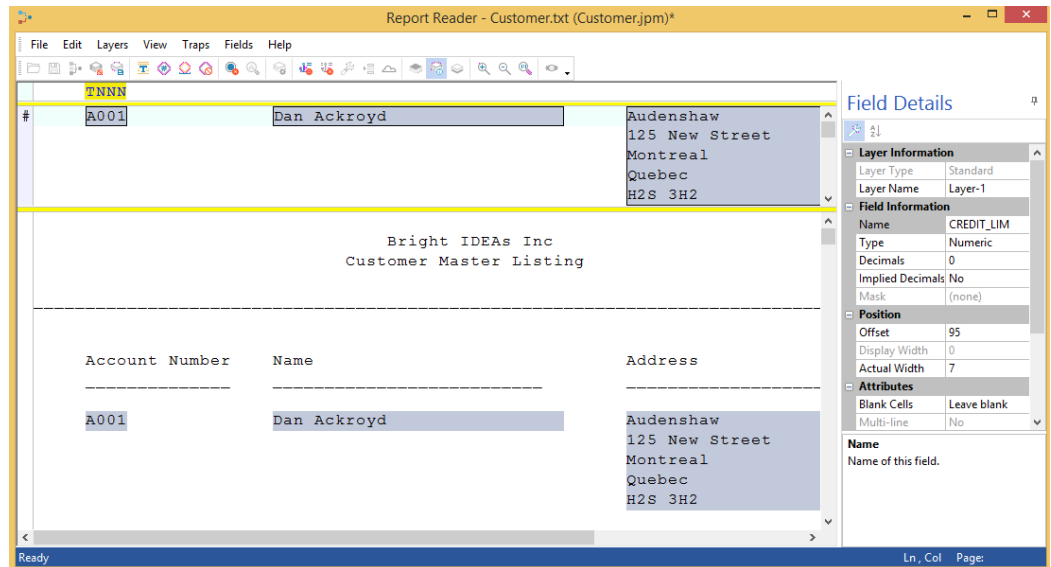 Report Reader - Customer.txt (Customer.jpm)*
File Edit Layers View Traps Fields Help
TNNN
# A001 Dan Ackroyd Audenshaw
125 New Street
Montreal
Quebec
H2S 3H2
Bright IDEAs Inc
Customer Master Listing
Account Number Name Address
A001 Dan Ackroyd Audenshaw
125 New Street
Montreal
Quebec
H2S 3H2
Field Details
Layer Information
Layer Type Standard
Layer Name Layer-1
Field Information
Name CREDIT_LIM
Type Numeric
Decimals 0
Implied Decimals No
Mask (none)
Position
Offset 95
Display Width 0
Actual Width 7
Attributes
Blank Cells Leave blank
Multi-line No
Name
Name of this field.
Ready Ln , Col Page: